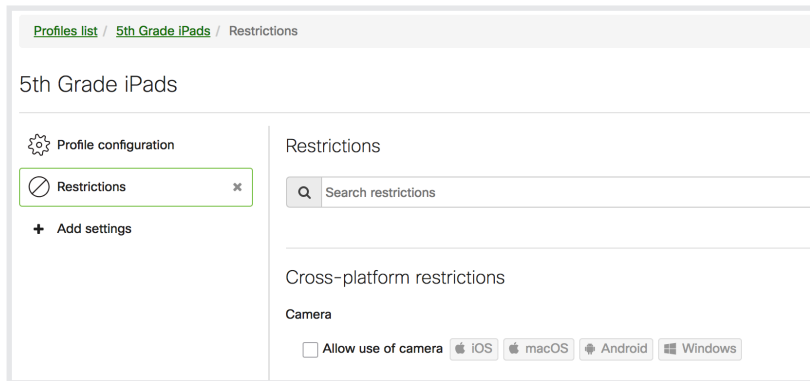 Profiles list / 5th Grade iPads / Restrictions
5th Grade iPads
Profile configuration
Restrictions
Add settings
Restrictions
Search restrictions
Cross-platform restrictions
Camera
Allow use of camera iOS macOS Android Windows